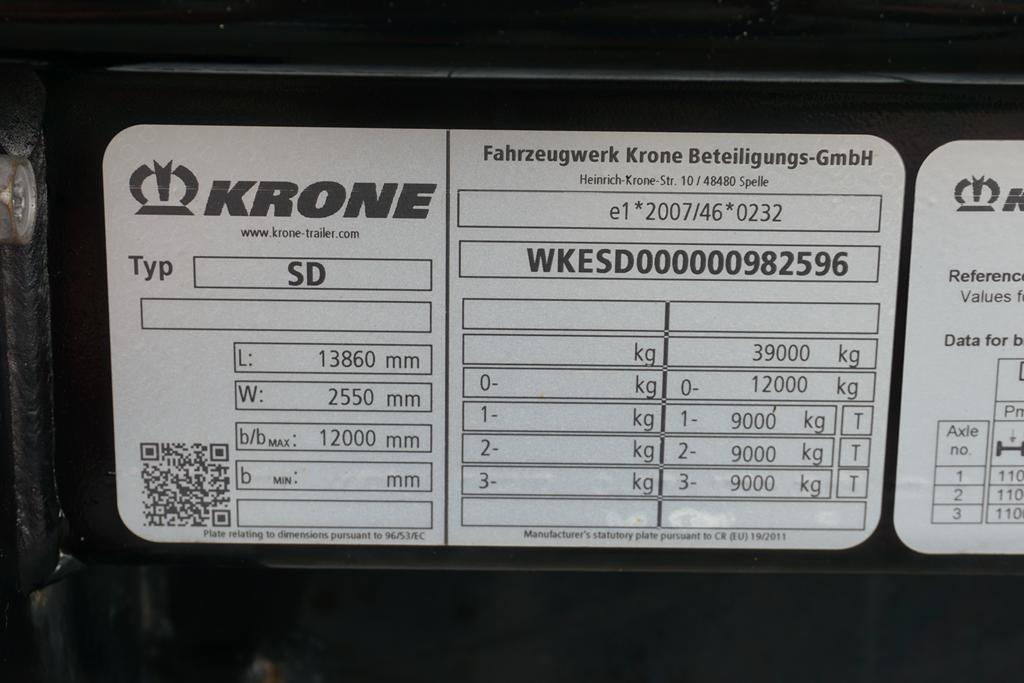 KRONE
www.krone-trailer.com
Typ SD
L: 13860 mm
W: 2550 mm
b/b MAX: 12000 mm
b MIN: mm
Plate relating to dimensions pursuant to 96/53/EC
Fahrzeugwerk Krone Beteiligungs-GmbH
Heinrich-Krone-Str. 10 / 48480 Spelle
e1*2007/46*0232
WKESD000000982596
kg 39000 kg
0- kg 0- 12000 kg
1- kg 1- 9000 kg T
2- kg 2- 9000 kg T
3- kg 3- 9000 kg T
Manufacturer's statutory plate pursuant to CR (EU) 19/2011
Values
Data for
Axle
no.
1
2
3